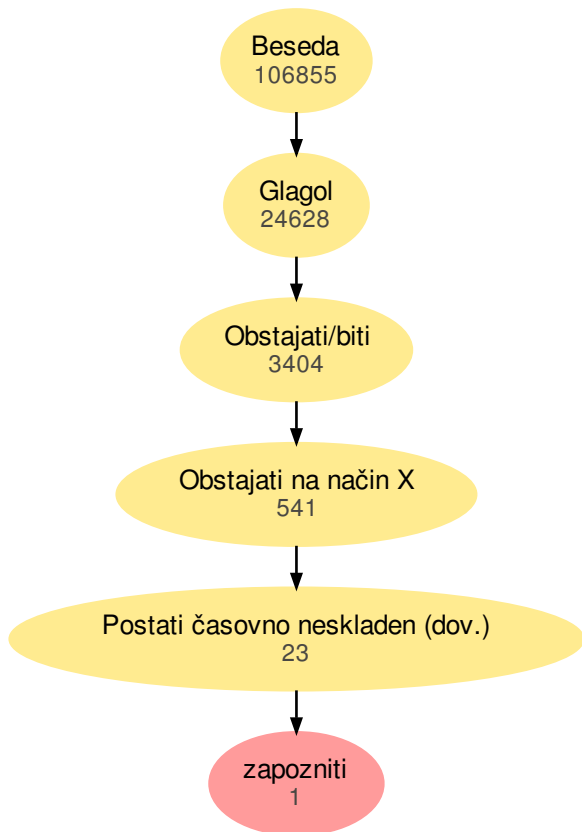 Beseda
106855
Glagol
24628
Obstajati/biti
3404
Obstajati na način X
541
Postati časovno neskladen (dov.)
23
zapozniti
1